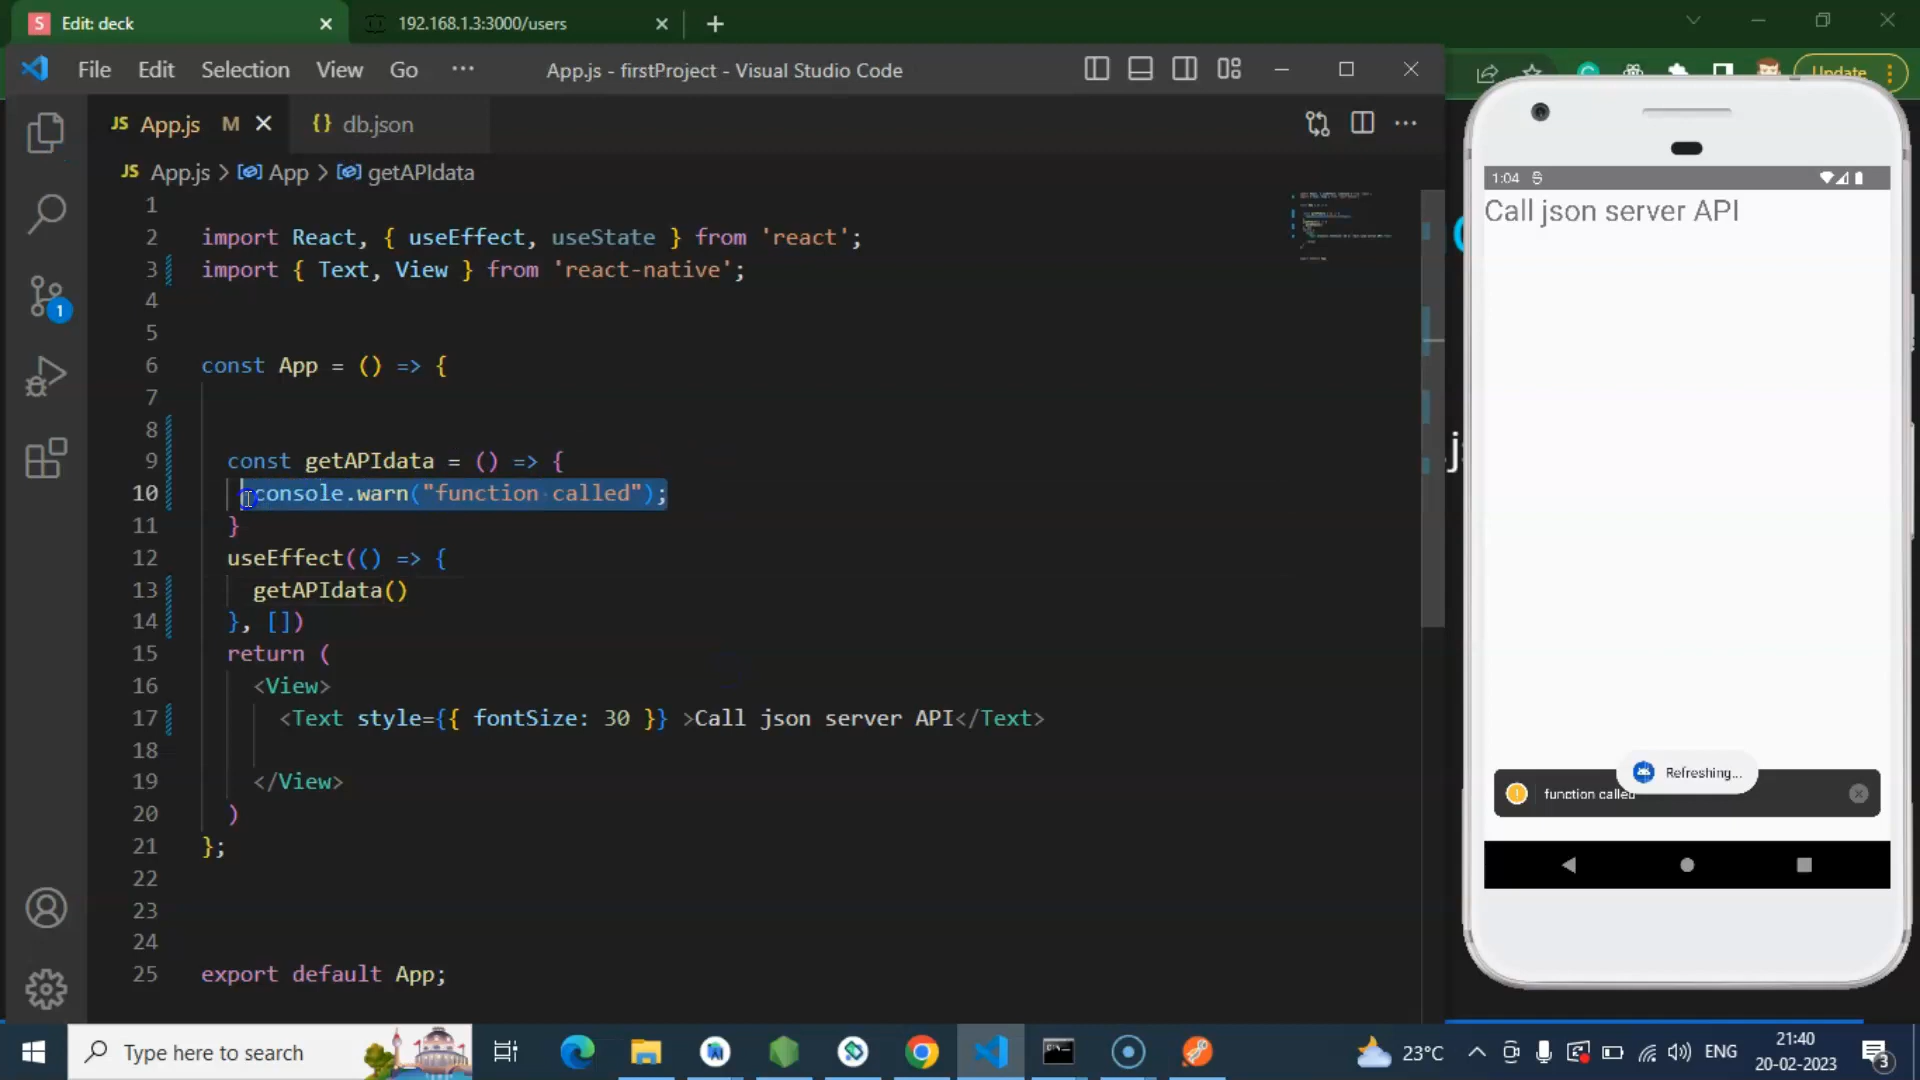 S Edit: deck
192.168.1.3:3000/users
File Edit Selection View Go ···
App.js - firstProject - Visual Studio Code
Update
JS App.js M
{} db.json
JS App.js > App > getAPIdata
1
2 import React, { useEffect, useState } from 'react';
3 import { Text, View } from 'react-native';
4
5
6 const App = () => {
7
8
9 const getAPIdata = () => {
10 console.warn("function called");
11 }
12 useEffect(() => {
13 getAPIdata()
14 }, [])
15 return (
16 <View>
17 <Text style={{ fontSize: 30 }} >Call json server API</Text>
18
19 </View>
20 )
21 };
22
23
24
25 export default App;
1
1:04
Call json server API
Refreshing...
function called
Type here to search
23°C
ENG
21:40
20-02-2023
3